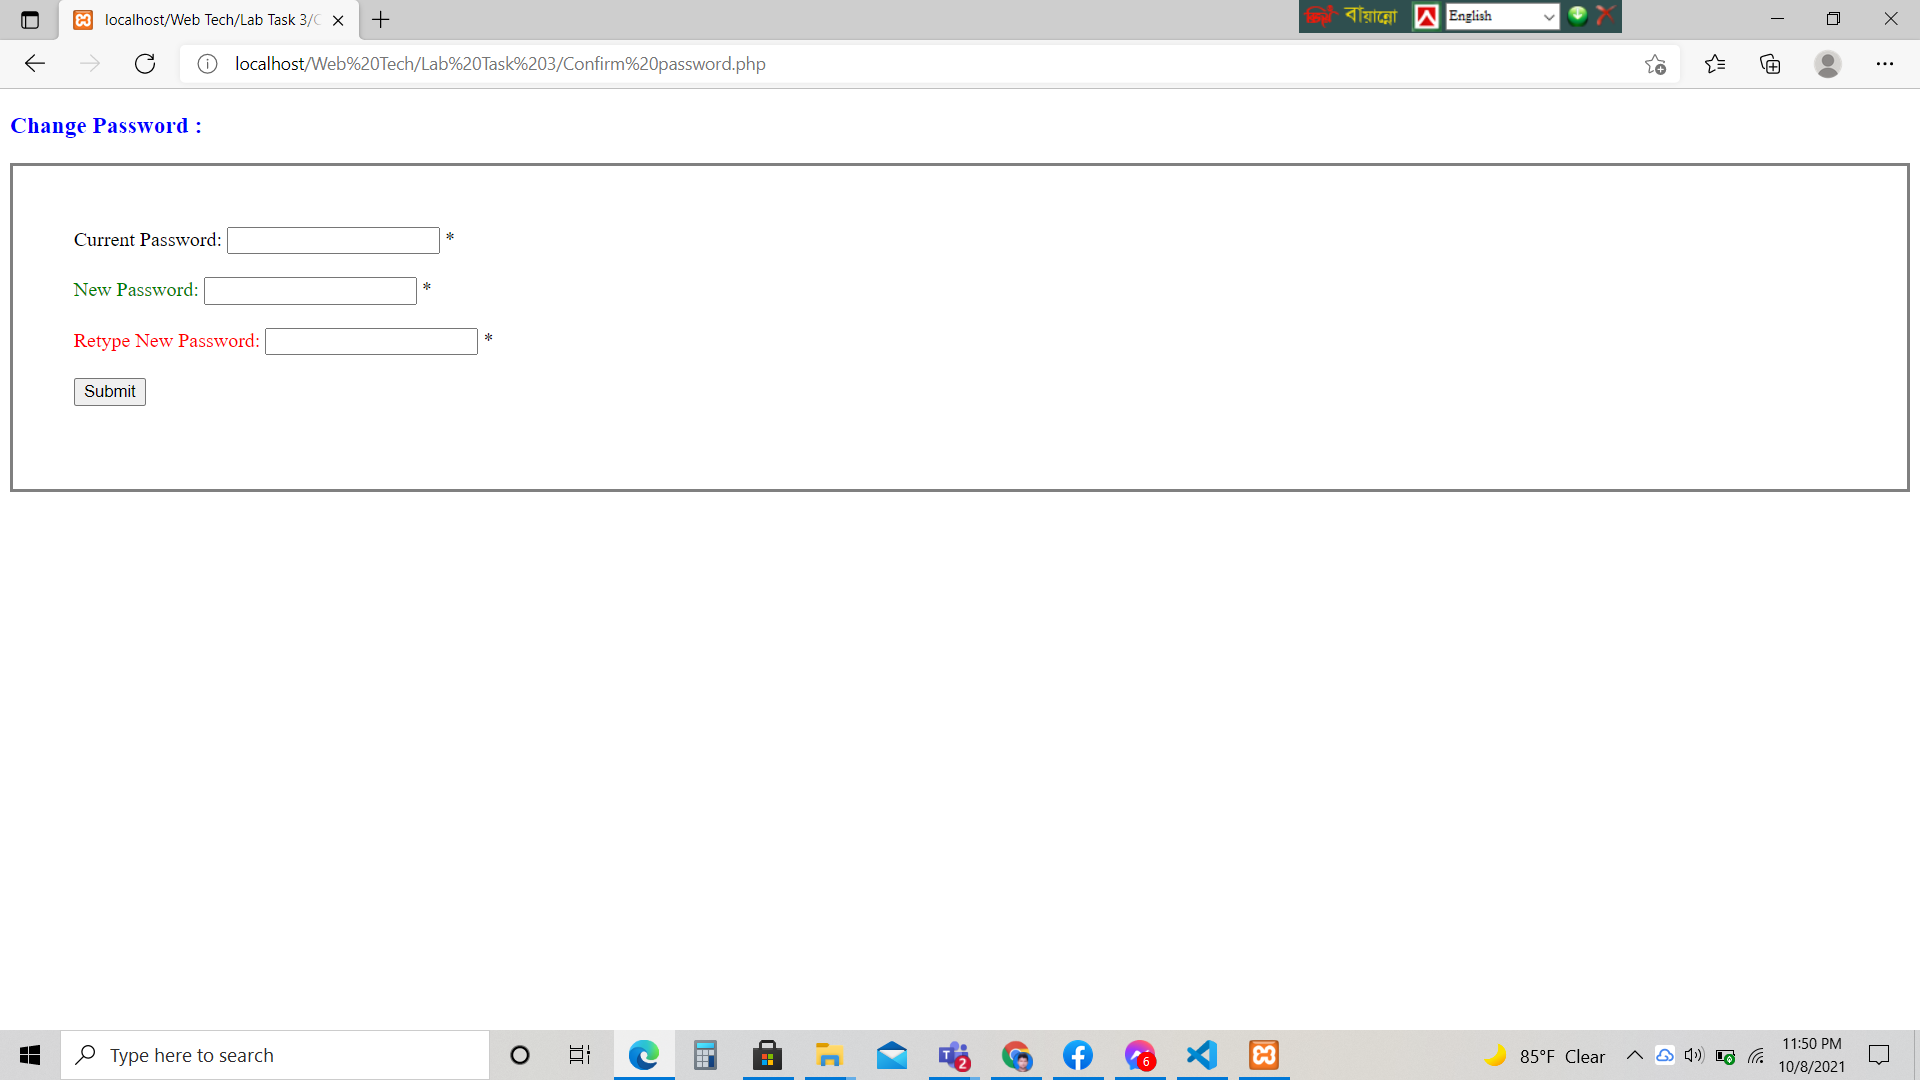 localhost/Web Tech/Lab Task 3/C
বাঁয়ান্নো
English
localhost/Web%20Tech/Lab%20Task%203/Confirm%20password.php
Change Password :
Current Password: *
New Password: *
Retype New Password: *
Submit
Type here to search
2
6
85°F Clear
11:50 PM
10/8/2021